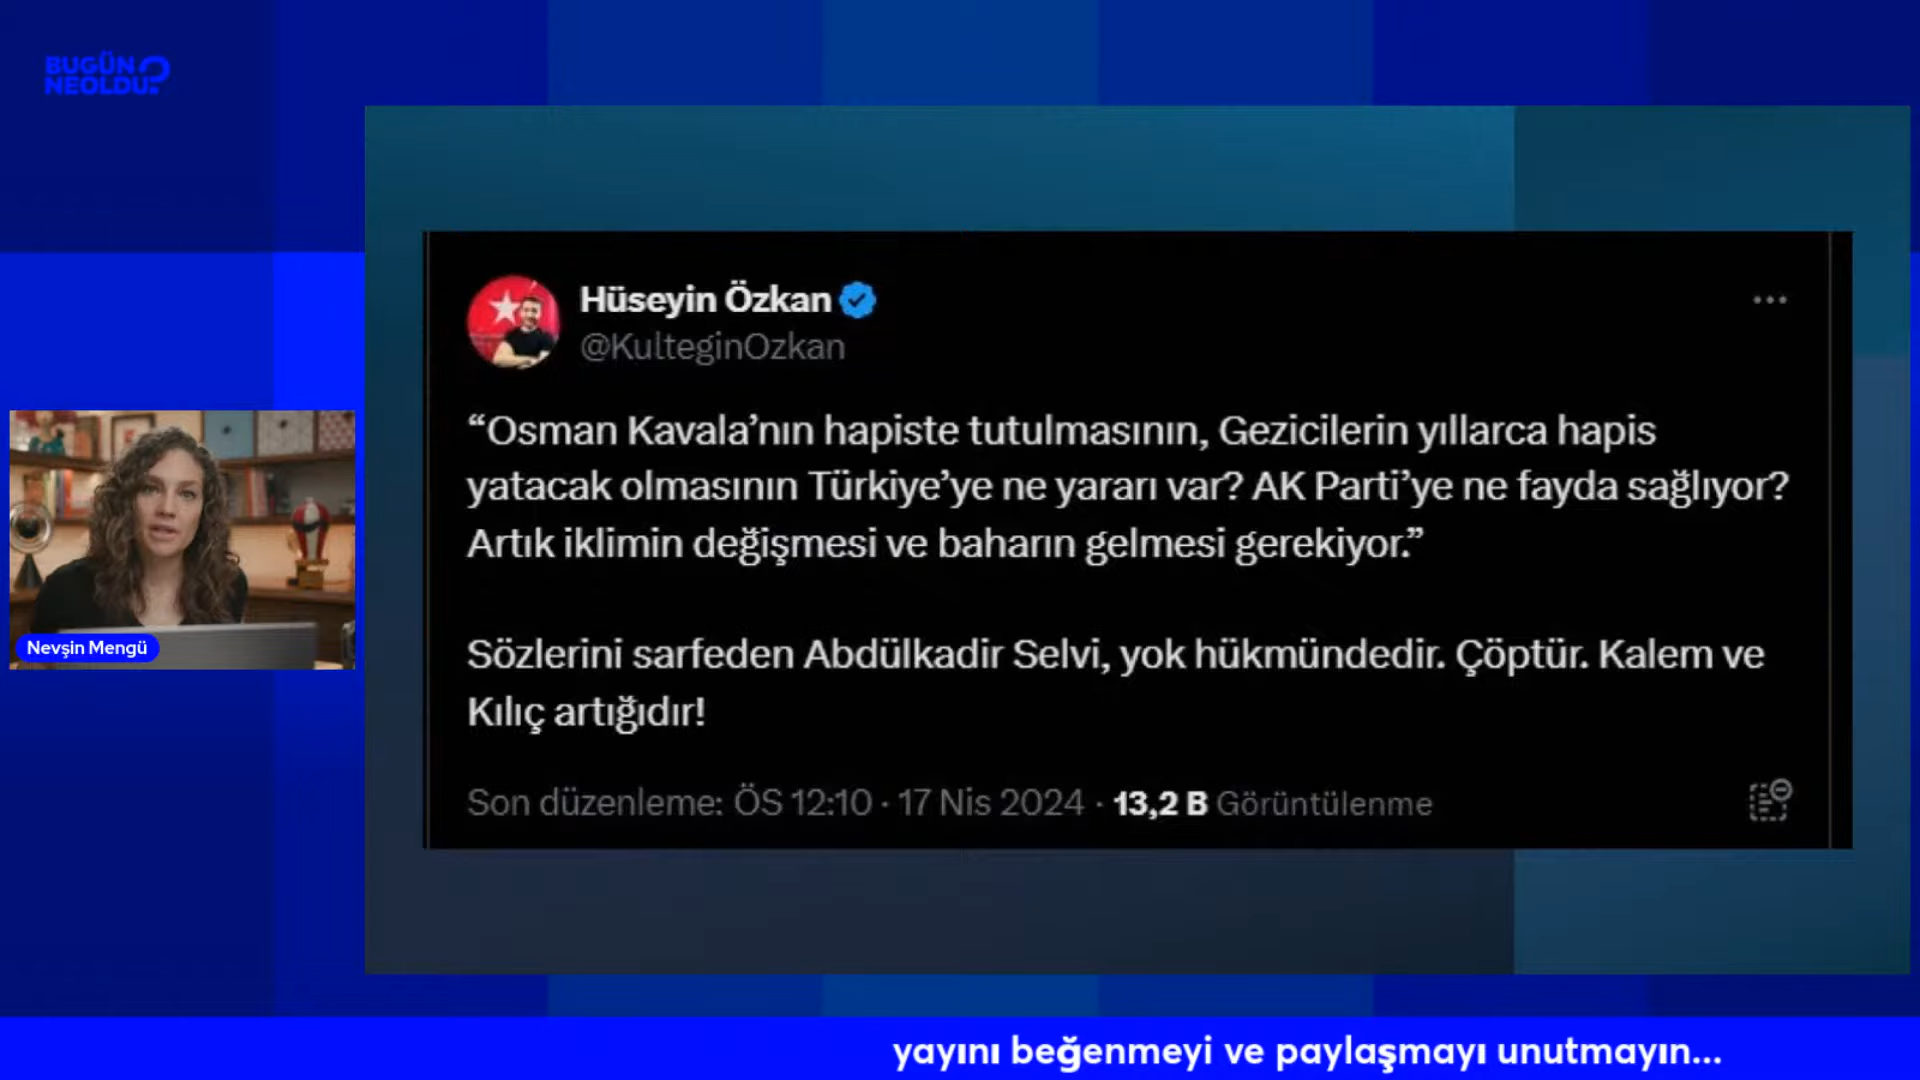 BUGÜN
NEOLDU?
Hüseyin Özkan
@KulteginOzkan
“Osman Kavala’nın hapiste tutulmasının, Gezicilerin yıllarca hapis
yatacak olmasının Türkiye’ye ne yararı var? AK Parti’ye ne fayda sağlıyor?
Artık iklimin değişmesi ve baharın gelmesi gerekiyor.”
Sözlerini sarfeden Abdülkadir Selvi, yok hükmündedir. Çöptür. Kalem ve
Kılıç artığıdır!
Son düzenleme: ÖS 12:10 · 17 Nis 2024 · 13,2 B Görüntülenme
Nevşin Mengü
yayını beğenmeyi ve paylaşmayı unutmayın...